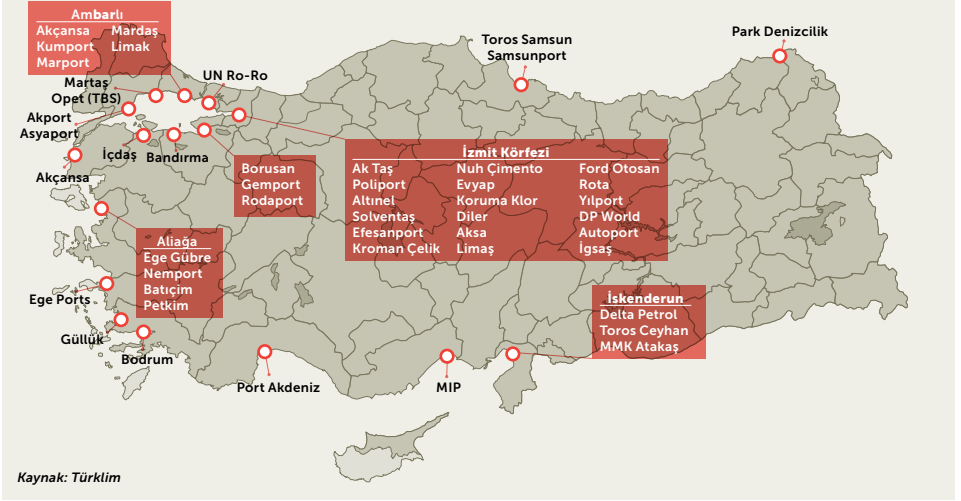 Ambarlı
Akçansa Mardaş
Kumport Limak
Marport
Toros Samsun
Samsunport
Park Denizcilik
UN Ro-Ro
Martaş
Opet (TBS)
Akport
Asyaport
İçdaş
Bandırma
Akçansa
Borusan
Gemport
Rodaport
İzmit Körfezi
Ak Taş Nuh Çimento Ford Otosan
Poliport Evyap Rota
Altınel Koruma Klor Yılport
Solventaş Diler DP World
Efesanport Aksa Autoport
Kroman Çelik Limaş İgsaş
Aliağa
Ege Gübre
Nemport
Batıçim
Petkim
Ege Ports
Güllük
Bodrum
İskenderun
Delta Petrol
Toros Ceyhan
MMK Atakaş
Port Akdeniz
MIP
Kaynak: Türklim